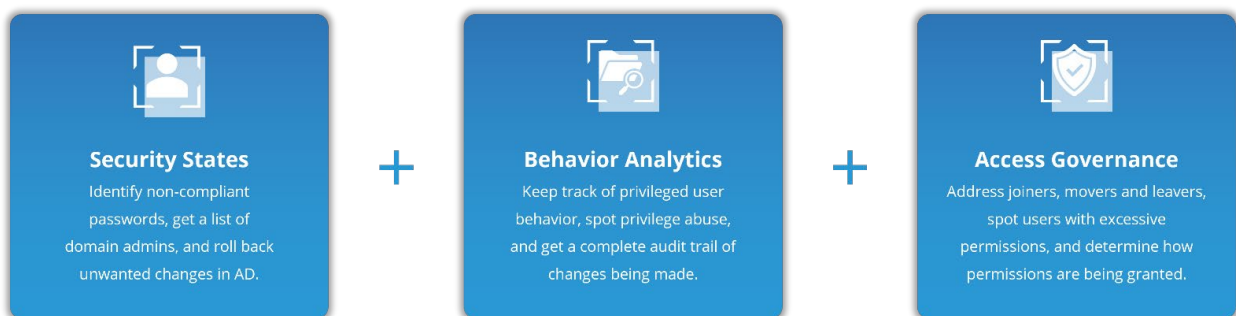 Security States
Identify non-compliant
passwords, get a list of
domain admins, and roll back
unwanted changes in AD.
+
Behavior Analytics
Keep track of privileged user
behavior, spot privilege abuse,
and get a complete audit trail of
changes being made.
+
Access Governance
Address joiners, movers and leavers,
spot users with excessive
permissions, and determine how
permissions are being granted.